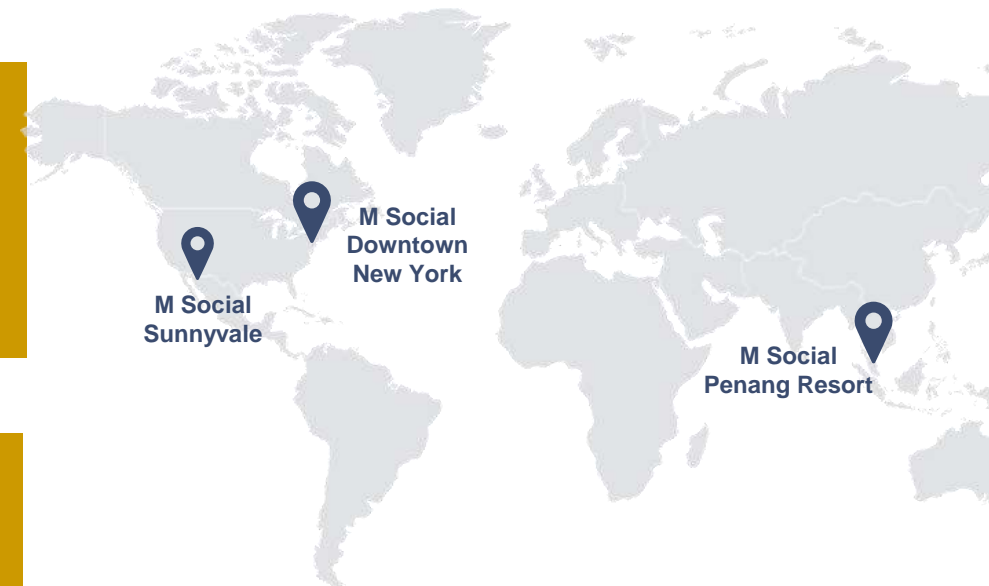 M Social
Downtown
New York
M Social
Sunnyvale
M Social
Penang Resort